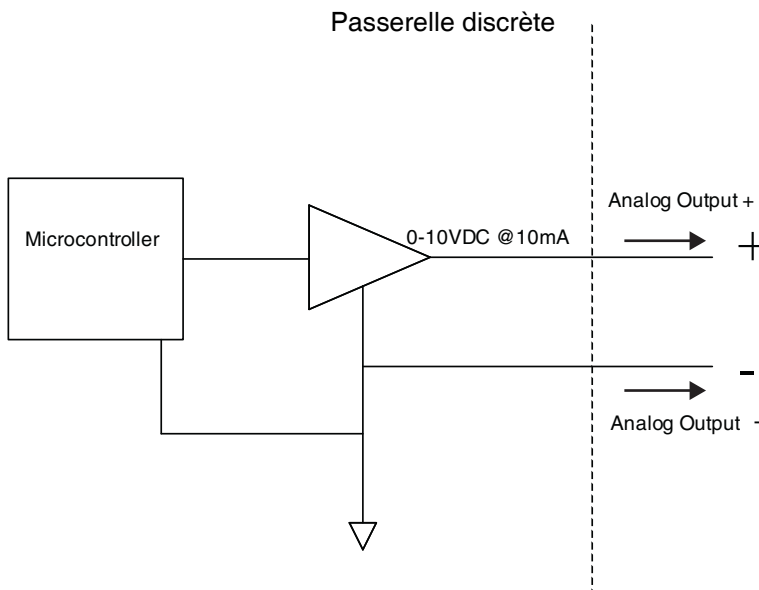 Passerelle discrète
Analog Output +
Microcontroller
0-10VDC @10mA
+
-
Analog Output -